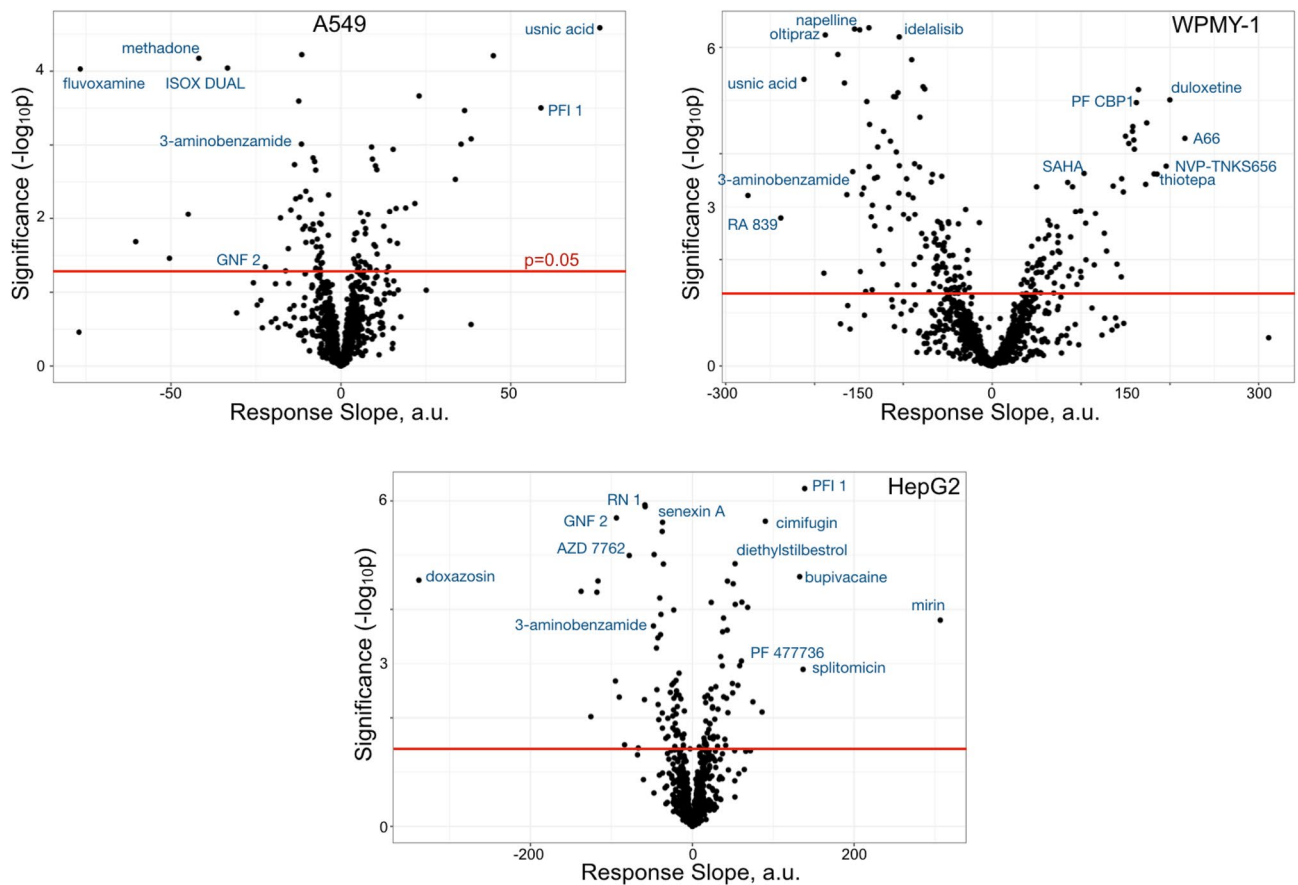 A549
usnic acid
methadone
fluvoxamine
ISOX DUAL
PFI 1
3-aminobenzamide
GNF 2
p=0.05
4
2
0
-50
0
50
Significance (-log10p)
Response Slope, a.u.
WPMY-1
napelline
oltipraz
idelalisib
usnic acid
duloxetine
PF CBP1
A66
SAHA
NVP-TNKS656
3-aminobenzamide
thiotepa
RA 839
6
3
0
-300
-150
0
150
300
Significance (-log10p)
Response Slope, a.u.
HepG2
PFI 1
RN 1
senexin A
GNF 2
cimifugin
AZD 7762
diethylstilbestrol
doxazosin
bupivacaine
mirin
3-aminobenzamide
PF 477736
splitomicin
6
3
0
-200
0
200
Significance (-log10p)
Response Slope, a.u.